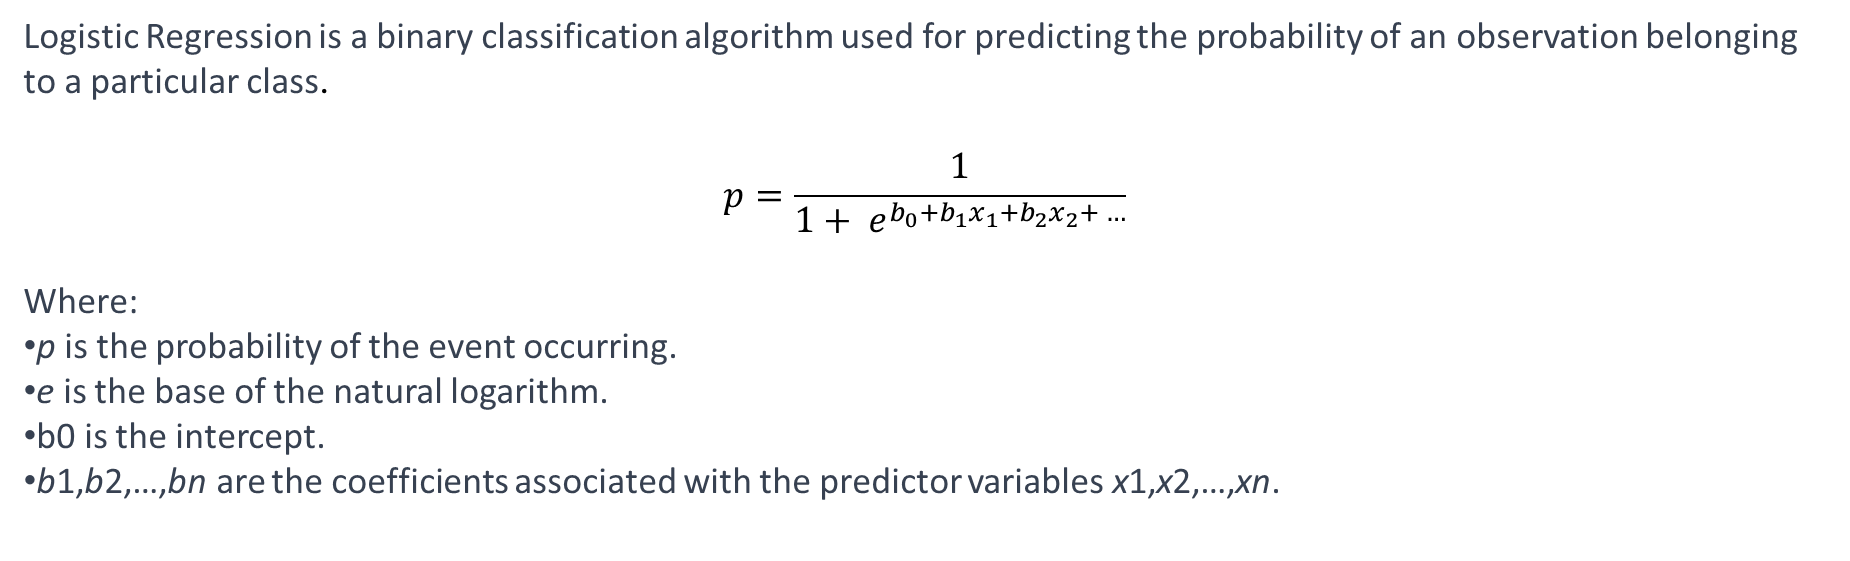 Logistic Regression is a binary classification algorithm used for predicting the probability of an observation belonging
to a particular class.
p = 1 / (1 + e^(b₀+b₁x₁+b₂x₂+ ...))
Where:
•p is the probability of the event occurring.
•e is the base of the natural logarithm.
•b0 is the intercept.
•b1,b2,...,bn are the coefficients associated with the predictor variables x1,x2,...,xn.